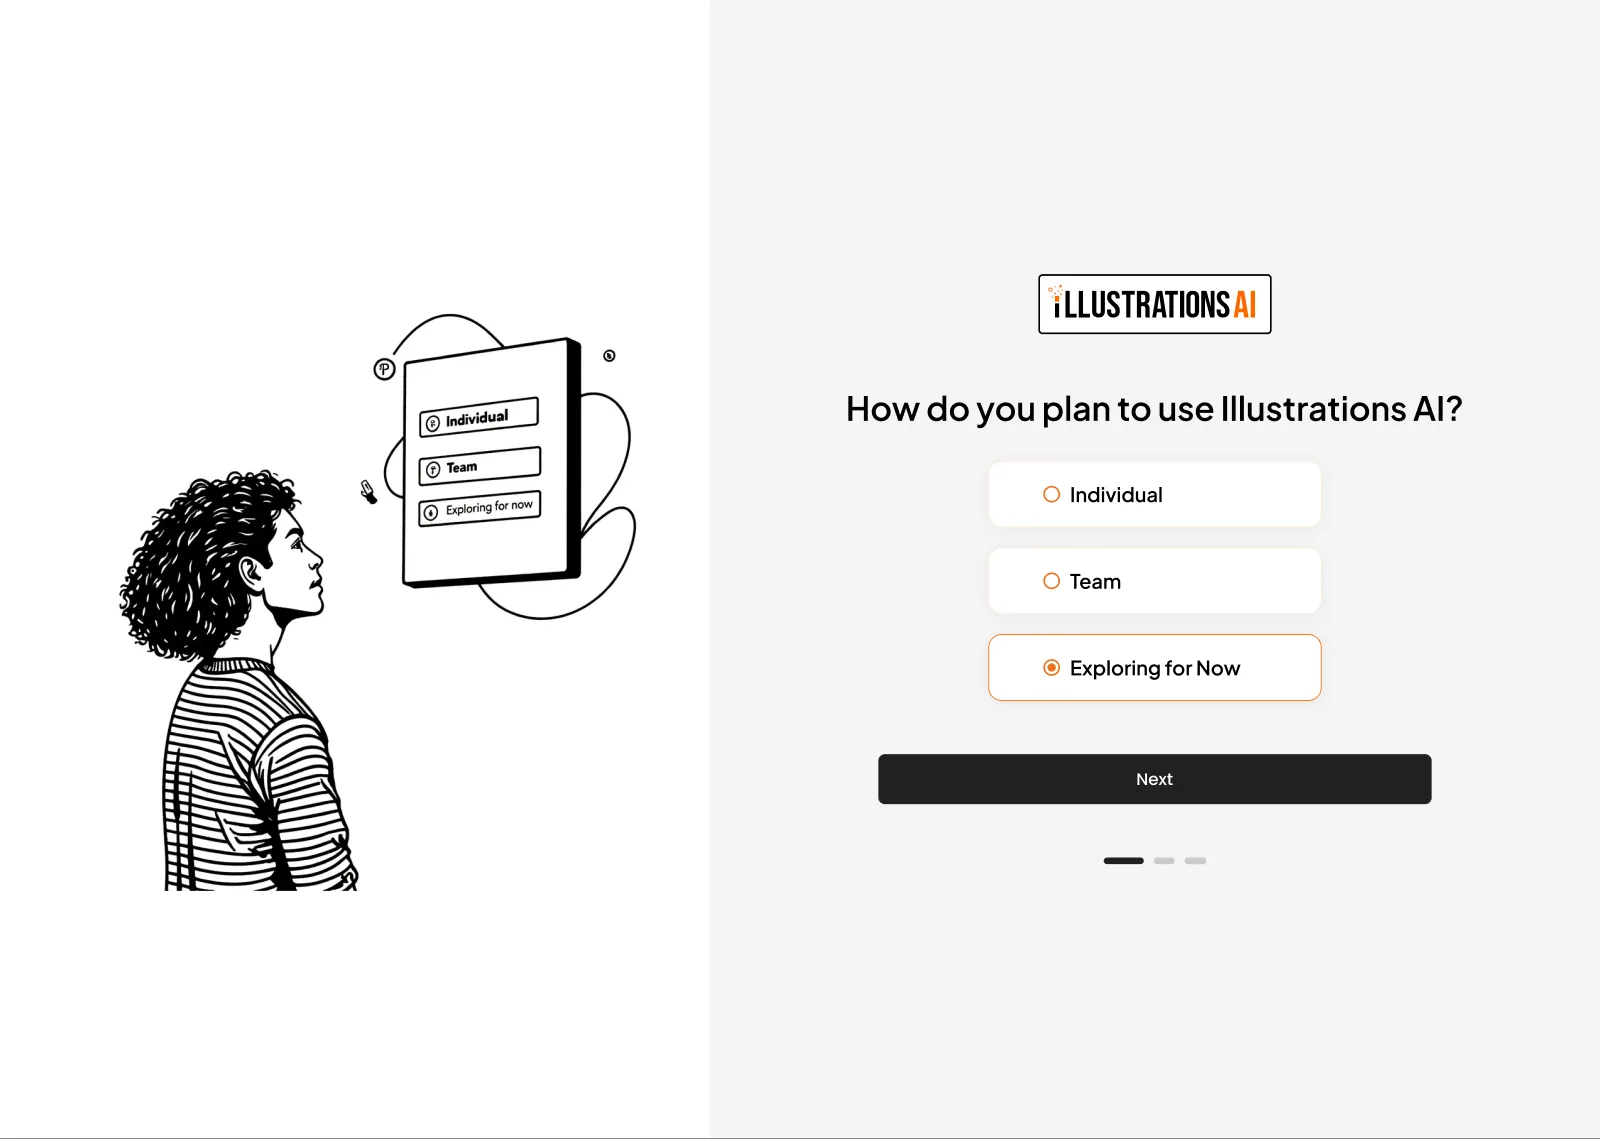 Individual
Team
Exploring for now
ILLUSTRATIONS AI
How do you plan to use Illustrations AI?
Individual
Team
Exploring for Now
Next